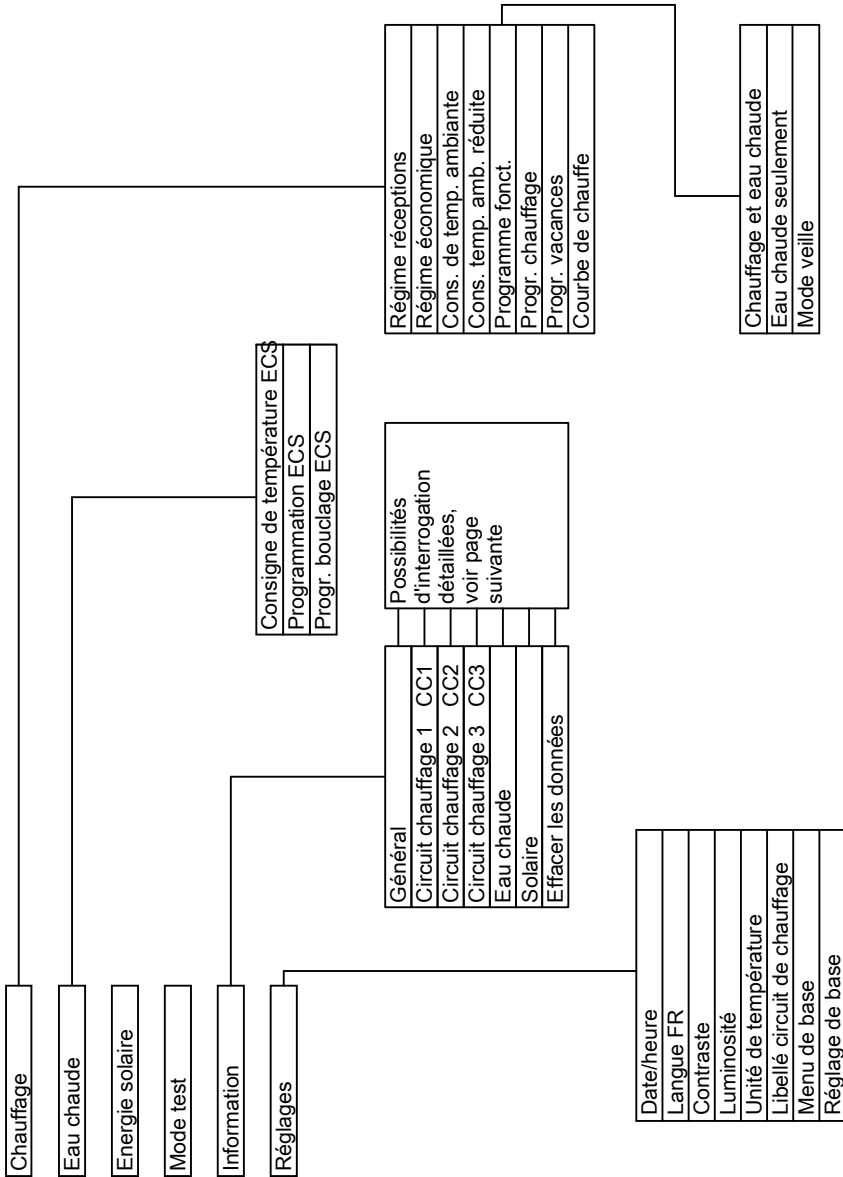 Chauffage
Eau chaude
Energie solaire
Mode test
Information
Réglages
Consigne de température ECS
Programmation ECS
Progr. bouclage ECS
Régime réceptions
Régime économique
Cons. de temp. ambiante
Cons. temp. amb. réduite
Programme fonct.
Progr. chauffage
Progr. vacances
Courbe de chauffe
Chauffage et eau chaude
Eau chaude seulement
Mode veille
Général
Circuit chauffage 1 CC1
Circuit chauffage 2 CC2
Circuit chauffage 3 CC3
Eau chaude
Solaire
Effacer les données
Possibilités
d'interrogation
détaillées,
voir page
suivante
Date/heure
Langue FR
Contraste
Luminosité
Unité de température
Libellé circuit de chauffage
Menu de base
Réglage de base